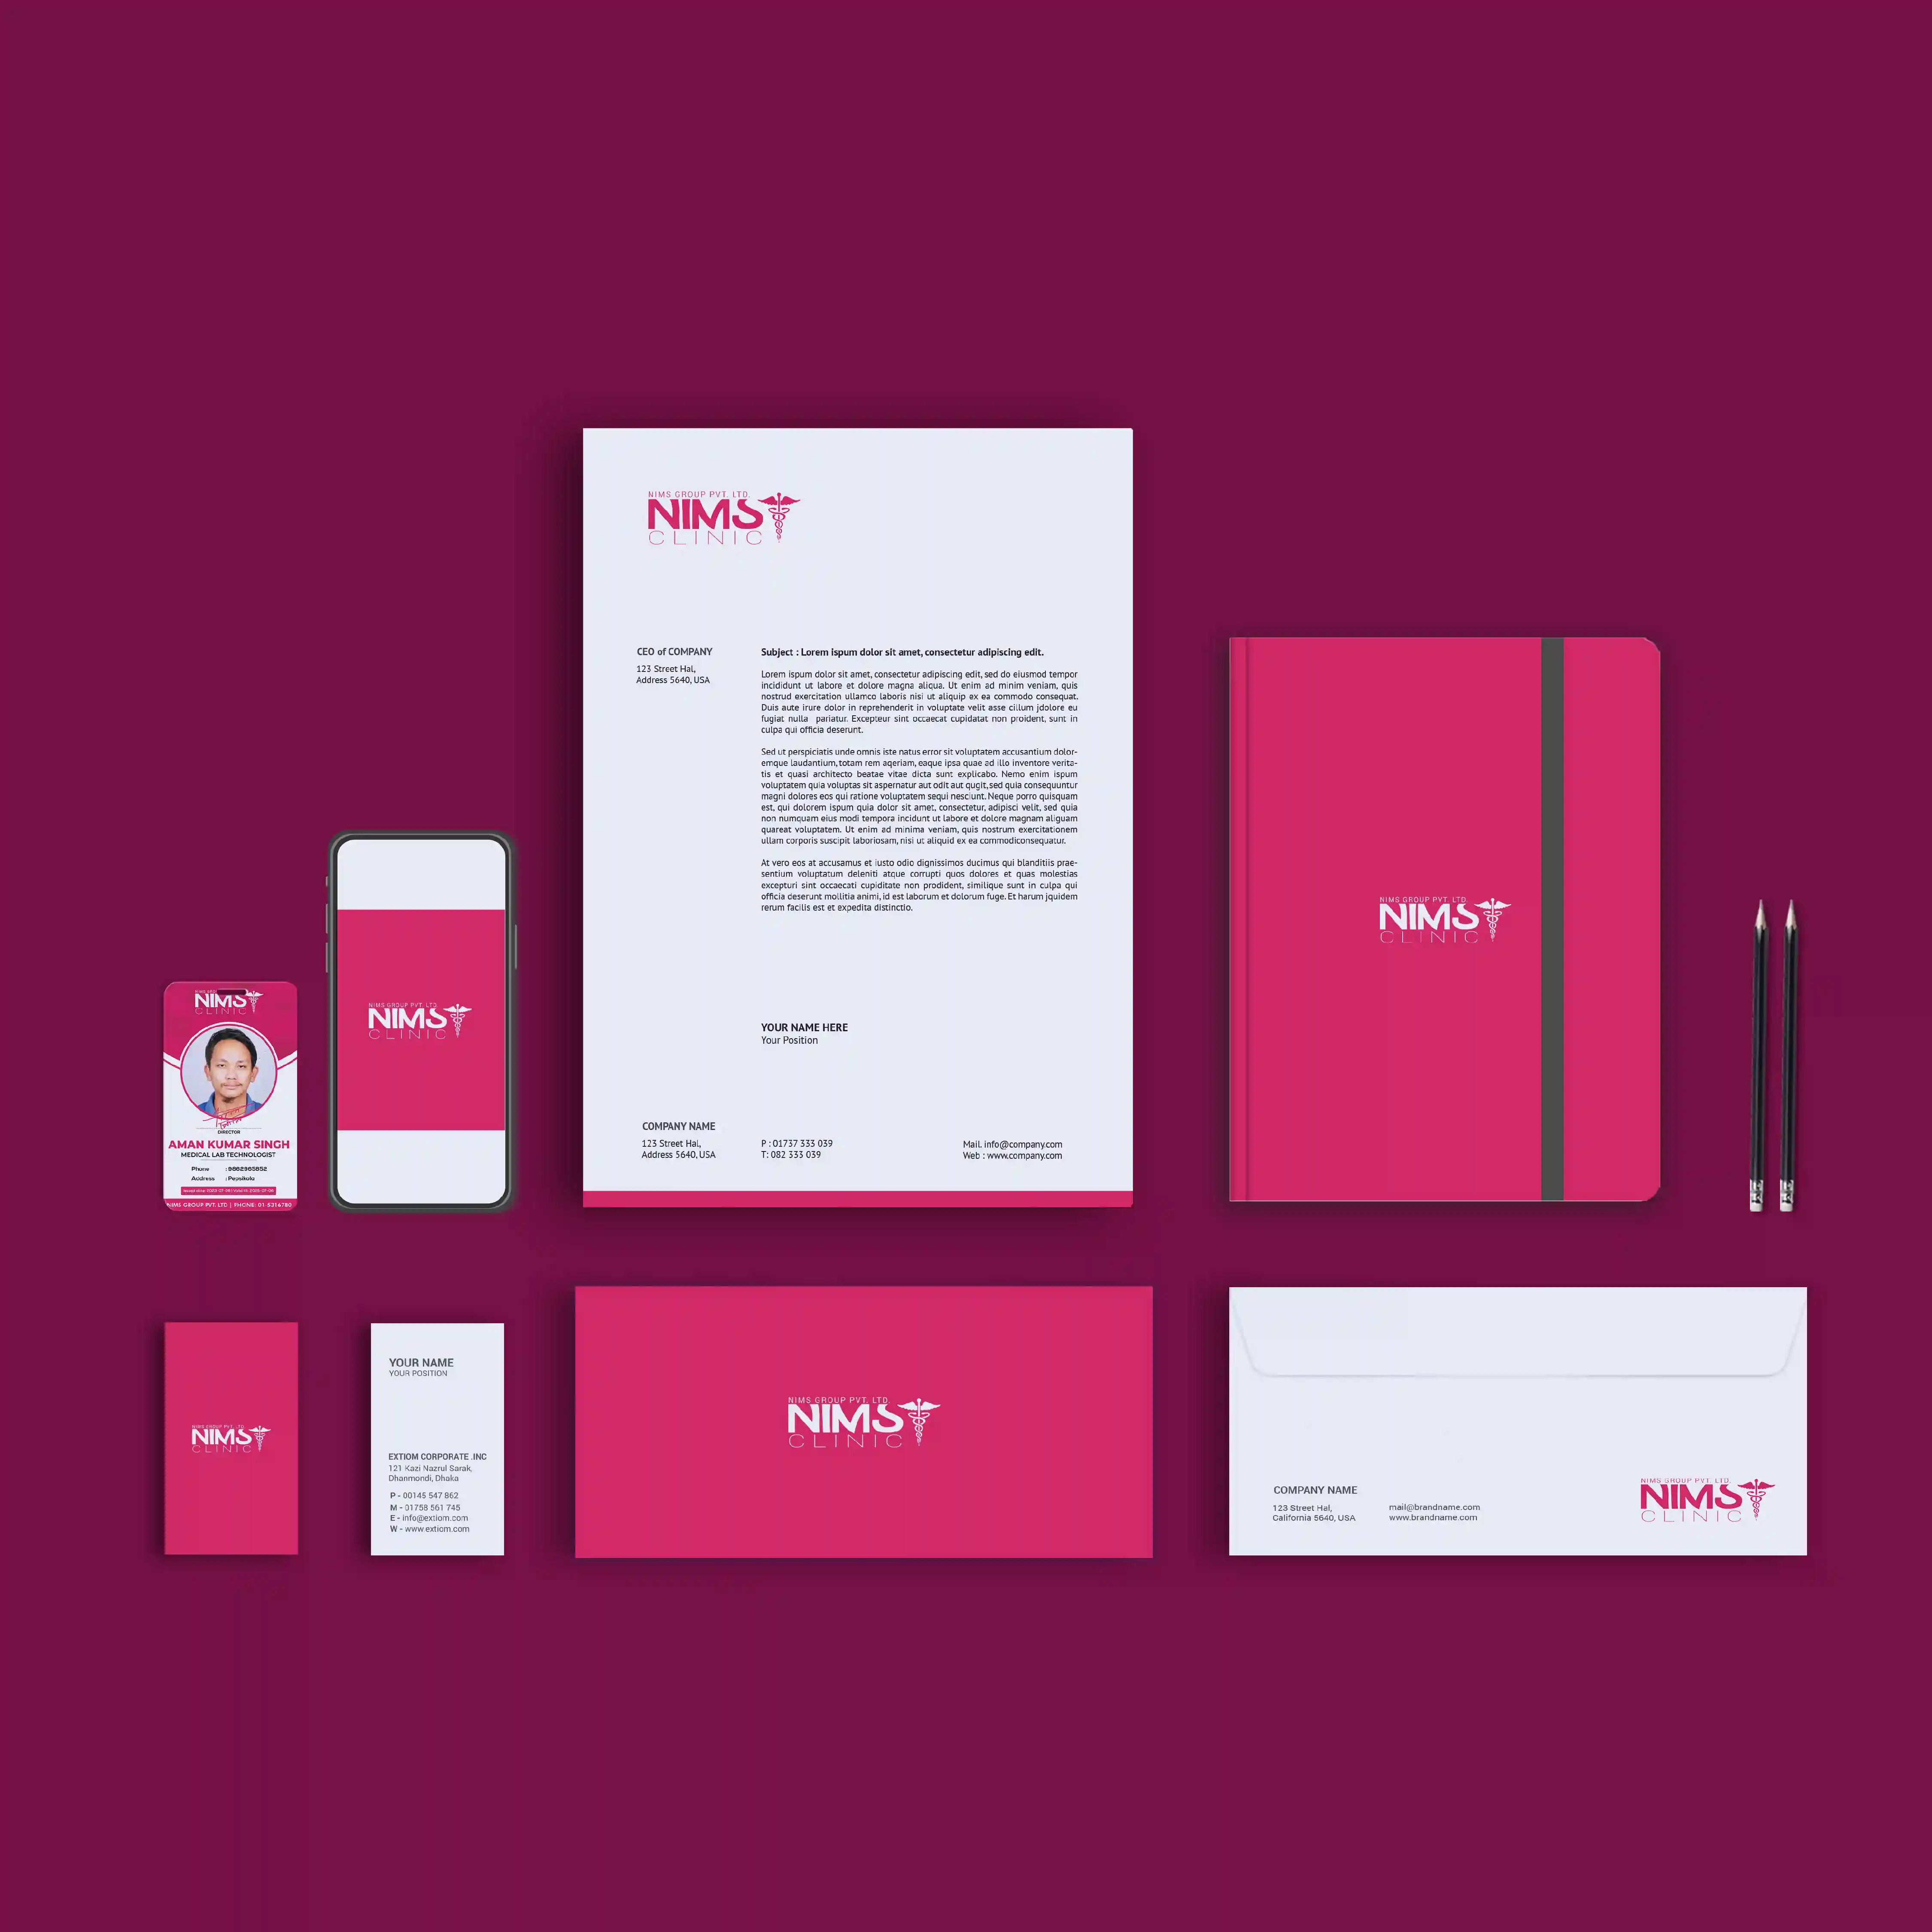 NIMS GROUP PVT. LTD.
NIMS
CLINIC
CEO of COMPANY
123 Street Hal,
Address 5640, USA
Subject : Lorem ispum dolor sit amet, consectetur adipiscing edit.
Lorem ispum dolor sit amet, consectetur adipiscing edit, sed do eiusmod tempor
incididunt ut labore et dolore magna aliqua. Ut enim ad minim veniam, quis
nostrud exercitation ullamco laboris nisi ut aliquip ex ea commodo consequat.
Duis aute irure dolor in reprehenderit in voluptate velit asse cillum jdolore eu
fugiat nulla pariatur. Excepteur sint occaecat cupidatat non proident, sunt in
culpa qui officia deserunt.
Sed ut perspiciatis unde omnis iste natus error sit voluptatem accusantium dolor-
emque laudantium, totam rem aqeriam, eaque ipsa quae ad illo inventore verita-
tis et quasi architecto beatae vitae dicta sunt explicabo. Nemo enim ispum
voluptatem quia voluptas sit aspernatur aut odit aut qugit, sed quia consequuntur
magni dolores eos qui ratione voluptatem sequi nesciunt. Neque porro quisquam
est, qui dolorem ispum quia dolor sit amet, consectetur, adipisci velit, sed quia
non numquam eius modi tempora incidunt ut labore et dolore magnam aliguam
quareat voluptatem. Ut enim ad minima veniam, quis nostrum exercitationem
ullam corporis suscipit laboriosam, nisi ut aliquid ex ea commodiconsequatur.
At vero eos at accusamus et iusto odio dignissimos ducimus qui blanditiis prae-
sentium voluptatum deleniti atque corrupti quos dolores et quas molestias
excepturi sint occaecati cupiditate non prodident, similique sunt in culpa qui
officia deserunt mollitia animi, id est laborum et dolorum fuge. Et harum jquidem
rerum facilis est et expedita distinctio.
YOUR NAME HERE
Your Position
COMPANY NAME
123 Street Hal,
Address 5640, USA
P : 01737 333 039
T: 082 333 039
Mail. info@company.com
Web : www.company.com
NIMS GROUP PVT. LTD.
NIMS
CLINIC
NIMS GROUP PVT. LTD.
NIMS
CLINIC
NIMS
CLINIC
DIRECTOR
AMAN KUMAR SINGH
MEDICAL LAB TECHNOLOGIST
Phone : 9862965852
Address : Pepsikola
NIMS GROUP PVT. LTD | PHONE: 01-5316780
NIMS GROUP PVT. LTD.
NIMS
CLINIC
YOUR NAME
YOUR POSITION
EXTIOM CORPORATE .INC
121 Kazi Nazrul Sarak,
Dhanmondi, Dhaka
P - 00145 547 862
M - 01758 561 745
E - info@extiom.com
W - www.extiom.com
NIMS GROUP PVT. LTD.
NIMS
CLINIC
COMPANY NAME
123 Street Hal,
California 5640, USA
mail@brandname.com
www.brandname.com
NIMS GROUP PVT. LTD.
NIMS
CLINIC